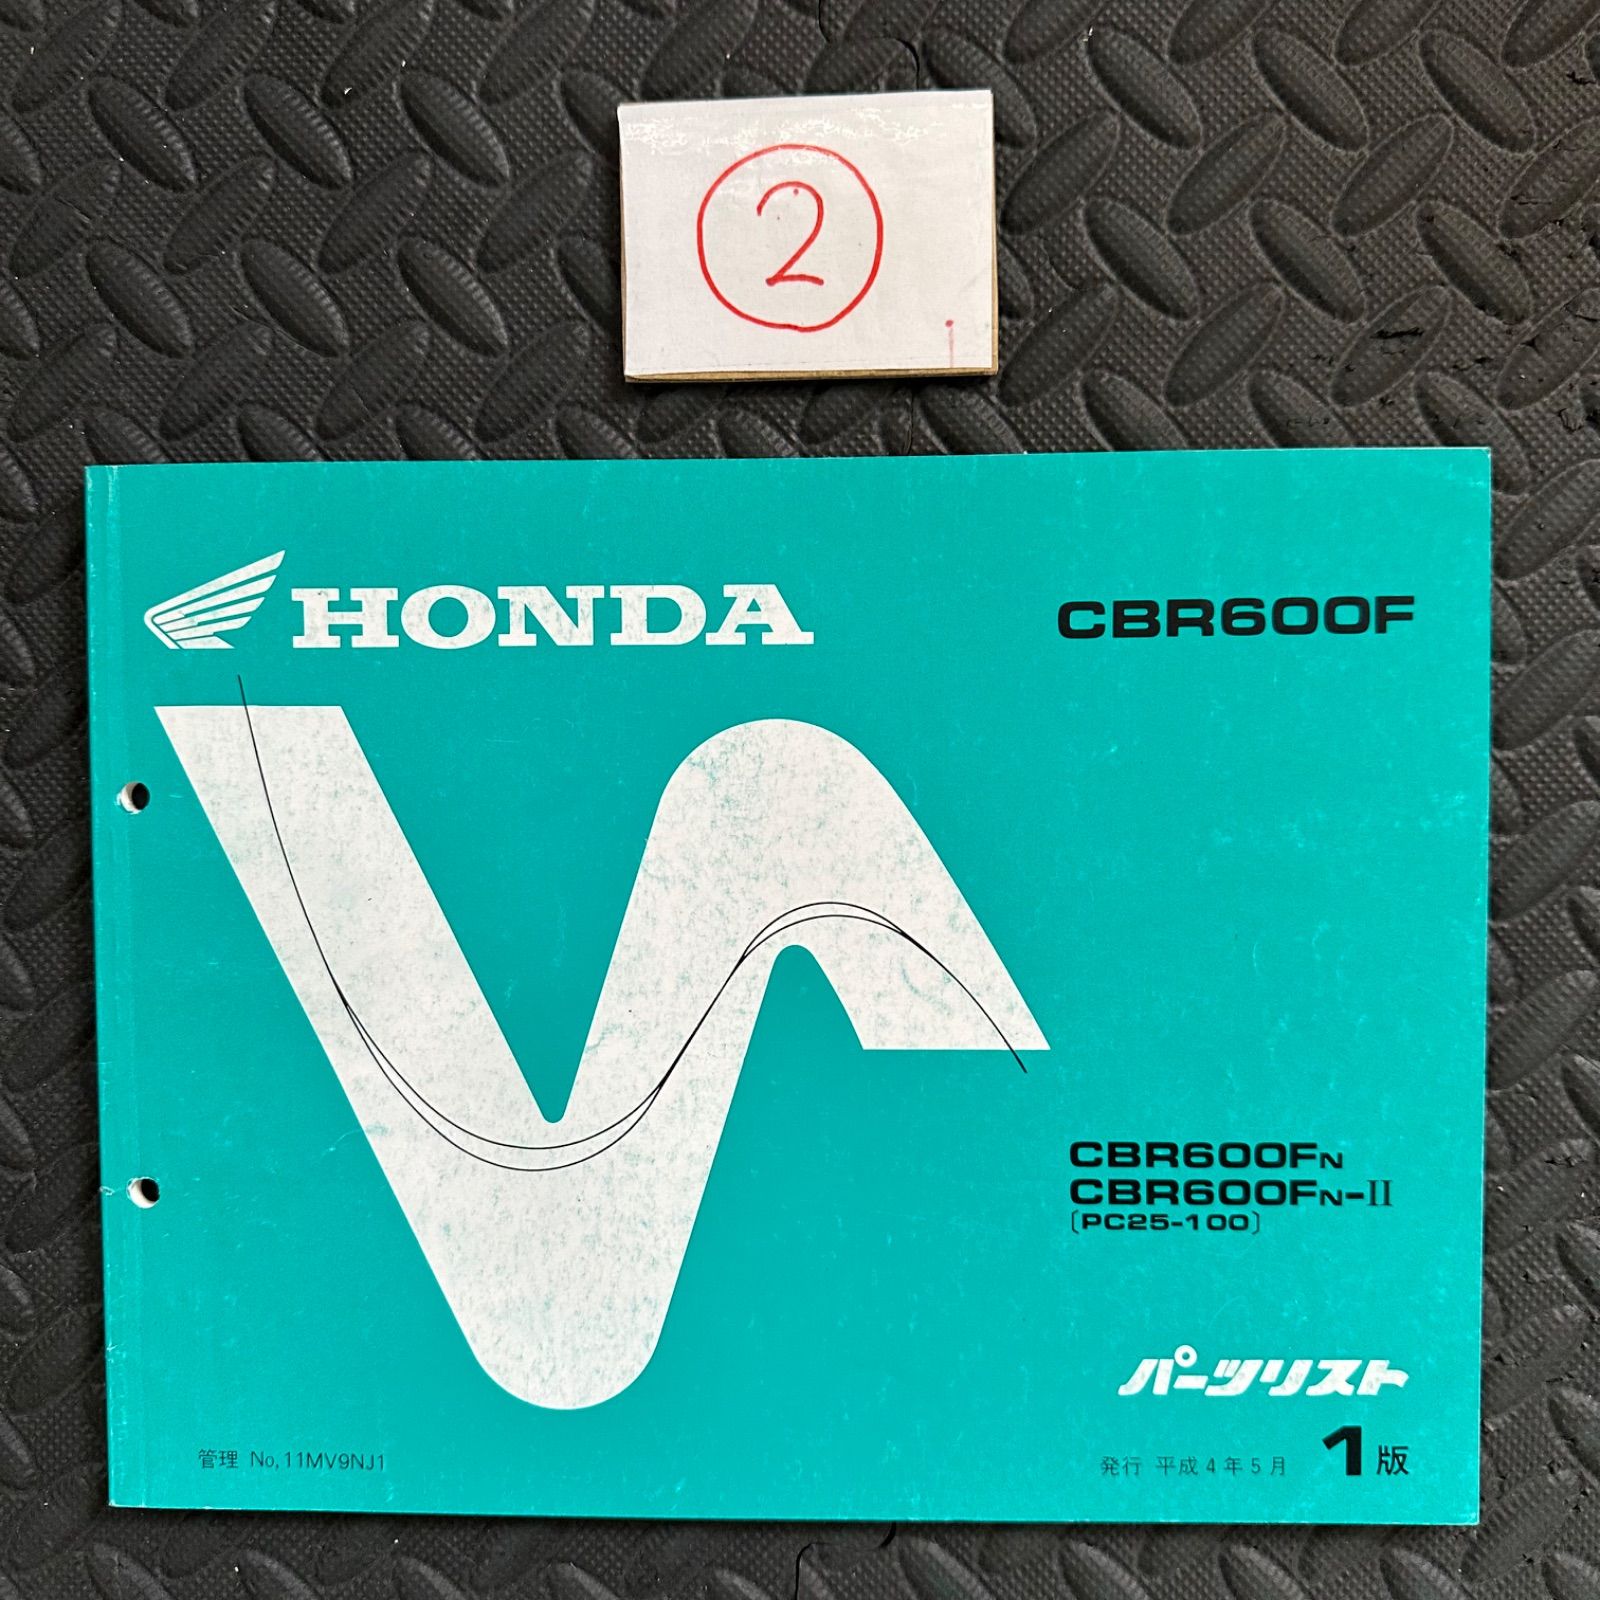 ②
HONDA
CBR600F
CBR600FN
CBR600FN-II
〔PC25-100〕
パーツリスト
管理 No,11MV9NJ1
発行 平成4年5月 1版